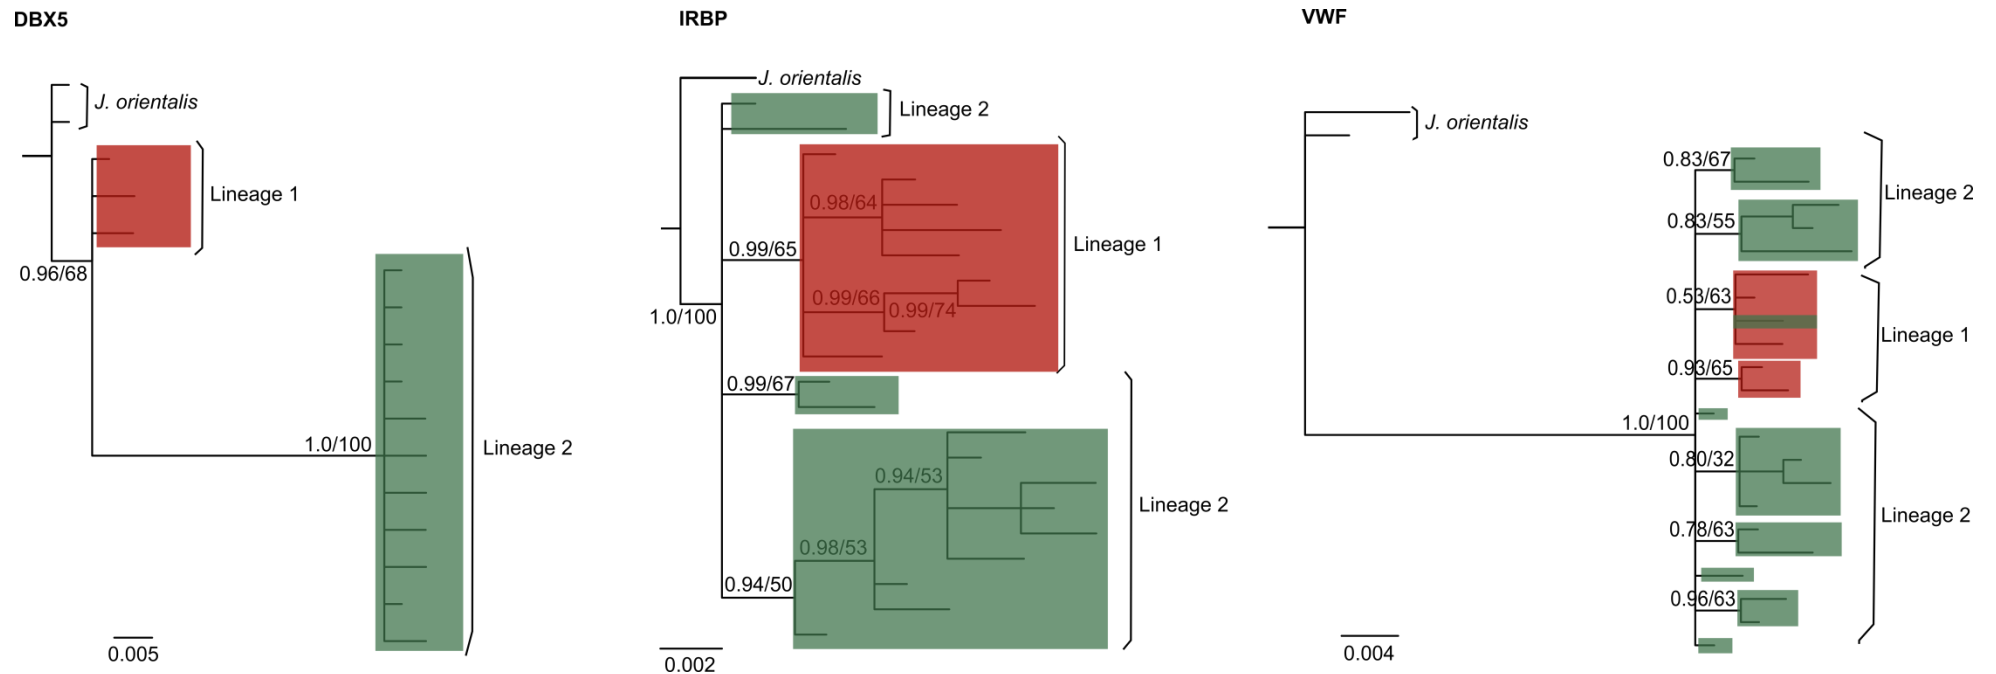 DBX5
J. orientalis
Lineage 1
0.96/68
1.0/100
Lineage 2
0.005
IRBP
J. orientalis
Lineage 2
0.98/64
0.99/65
Lineage 1
0.99/66
0.99/74
1.0/100
0.99/67
0.94/53
Lineage 2
0.98/53
0.94/50
0.002
VWF
J. orientalis
0.83/67
Lineage 2
0.83/55
0.53/63
Lineage 1
0.93/65
1.0/100
0.80/32
Lineage 2
0.78/63
0.96/63
0.004